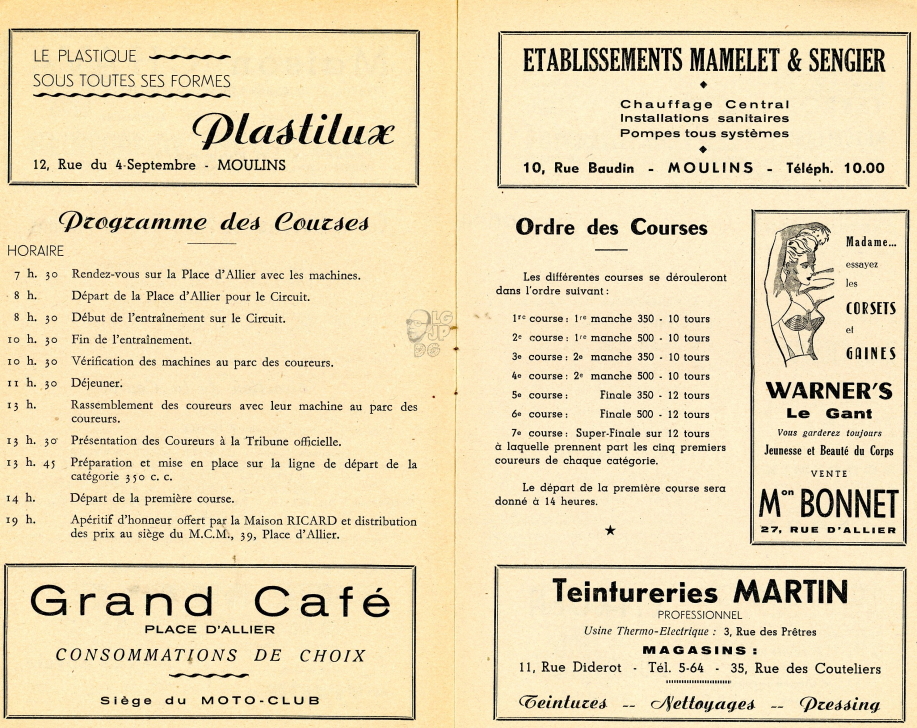 LE PLASTIQUE
SOUS TOUTES SES FORMES
Plastilux
12, Rue du 4-Septembre - MOULINS
Programme des Courses
HORAIRE
7 h. 30 Rendez-vous sur la Place d'Allier avec les machines.
8 h. Départ de la Place d'Allier pour le Circuit.
8 h. 30 Début de l'entraînement sur le Circuit.
10 h. 30 Fin de l'entraînement.
10 h. 30 Vérification des machines au parc des coureurs.
11 h. 30 Déjeuner.
13 h. Rassemblement des coureurs avec leur machine au parc des
coureurs.
13 h. 30 Présentation des Coureurs à la Tribune officielle.
13 h. 45 Préparation et mise en place sur la ligne de départ de la
catégorie 350 c. c.
14 h. Départ de la première course.
19 h. Apéritif d'honneur offert par la Maison RICARD et distribution
des prix au siège du M.C.M., 39, Place d'Allier.
Grand Café
PLACE D'ALLIER
CONSOMMATIONS DE CHOIX
Siège du MOTO-CLUB
LG
JP
96
ETABLISSEMENTS MAMELET & SENGIER
Chauffage Central
Installations sanitaires
Pompes tous systèmes
10, Rue Baudin - MOULINS - Téléph. 10.00
Ordre des Courses
Les différentes courses se dérouleront
dans l'ordre suivant :
1re course : 1re manche 350 - 10 tours
2e course : 1re manche 500 - 10 tours
3e course : 2e manche 350 - 10 tours
4e course : 2e manche 500 - 10 tours
5e course : Finale 350 - 12 tours
6e course : Finale 500 - 12 tours
7e course : Super-Finale sur 12 tours
à laquelle prennent part les cinq premiers
coureurs de chaque catégorie.
Le départ de la première course sera
donné à 14 heures.
Madame...
essayez
les
CORSETS
et
GAINES
WARNER'S
Le Gant
Vous garderez toujours
Jeunesse et Beauté du Corps
VENTE
Mon BONNET
27, RUE D'ALLIER
Teintureries MARTIN
PROFESSIONNEL
Usine Thermo-Electrique : 3, Rue des Prêtres
MAGASINS :
11, Rue Diderot - Tél. 5-64 - 35, Rue des Couteliers
Teintures -- Nettoyages -- Pressing